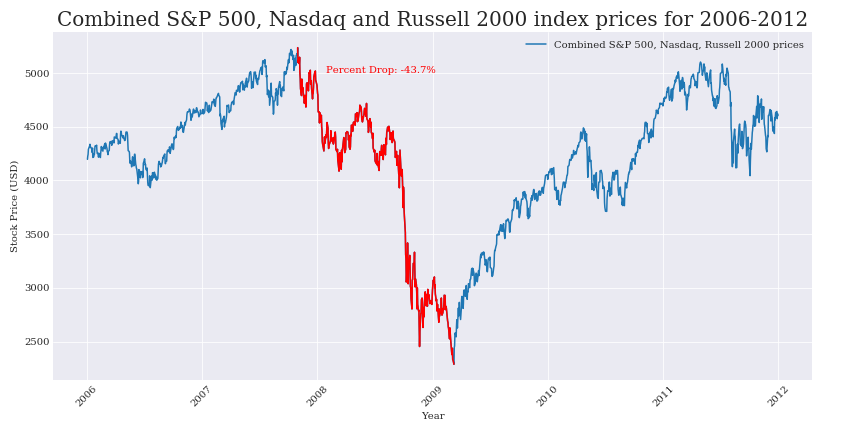 Combined S&P 500, Nasdaq and Russell 2000 index prices for 2006-2012
Combined S&P 500, Nasdaq, Russell 2000 prices
Percent Drop: -43.7%
Stock Price (USD)
5000
4500
4000
3500
3000
2500
2006
2007
2008
2009
2010
2011
2012
Year